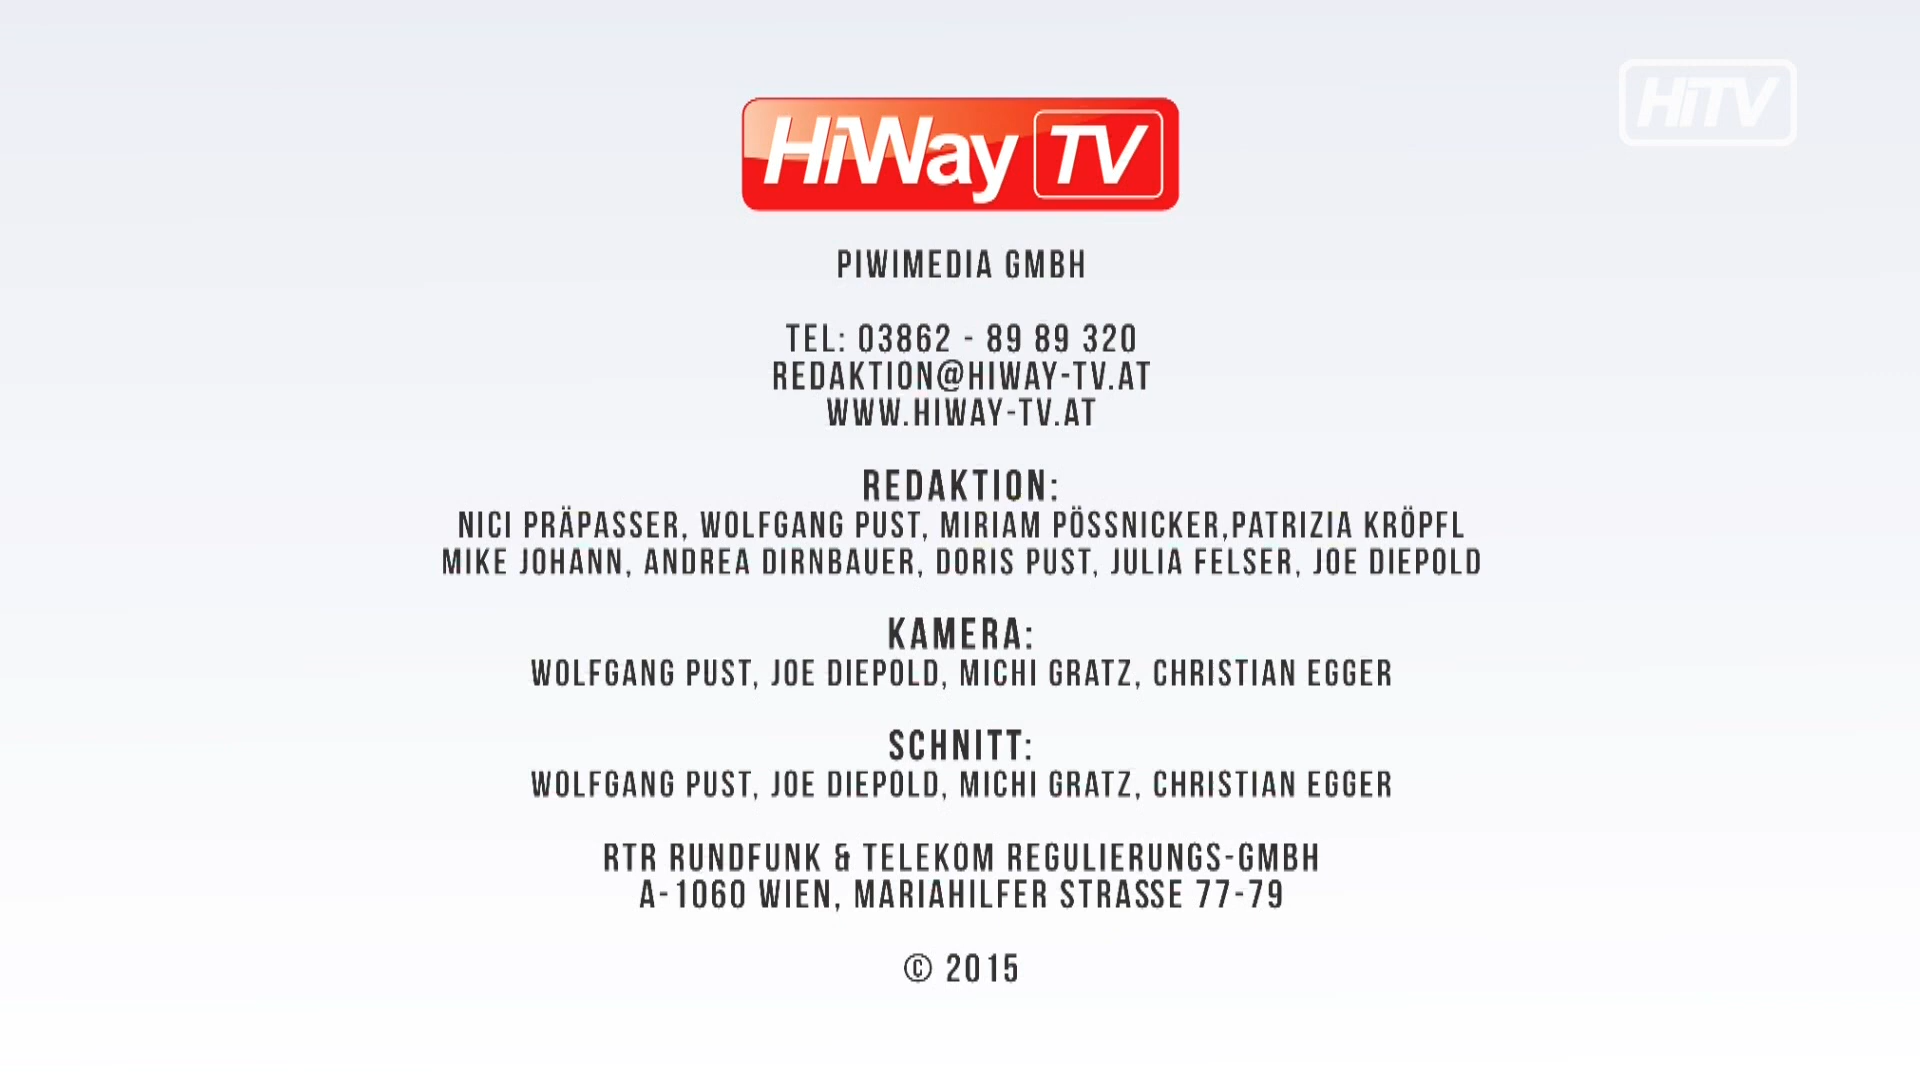 HiTV
HiWay TV
PIWIMEDIA GMBH
TEL: 03862 - 89 89 320
REDAKTION@HIWAY-TV.AT
WWW.HIWAY-TV.AT
REDAKTION:
NICI PRÄPASSER, WOLFGANG PUST, MIRIAM PÖSSNICKER,PATRIZIA KRÖPFL
MIKE JOHANN, ANDREA DIRNBAUER, DORIS PUST, JULIA FELSER, JOE DIEPOLD
KAMERA:
WOLFGANG PUST, JOE DIEPOLD, MICHI GRATZ, CHRISTIAN EGGER
SCHNITT:
WOLFGANG PUST, JOE DIEPOLD, MICHI GRATZ, CHRISTIAN EGGER
RTR RUNDFUNK & TELEKOM REGULIERUNGS-GMBH
A-1060 WIEN, MARIAHILFER STRASSE 77-79
© 2015